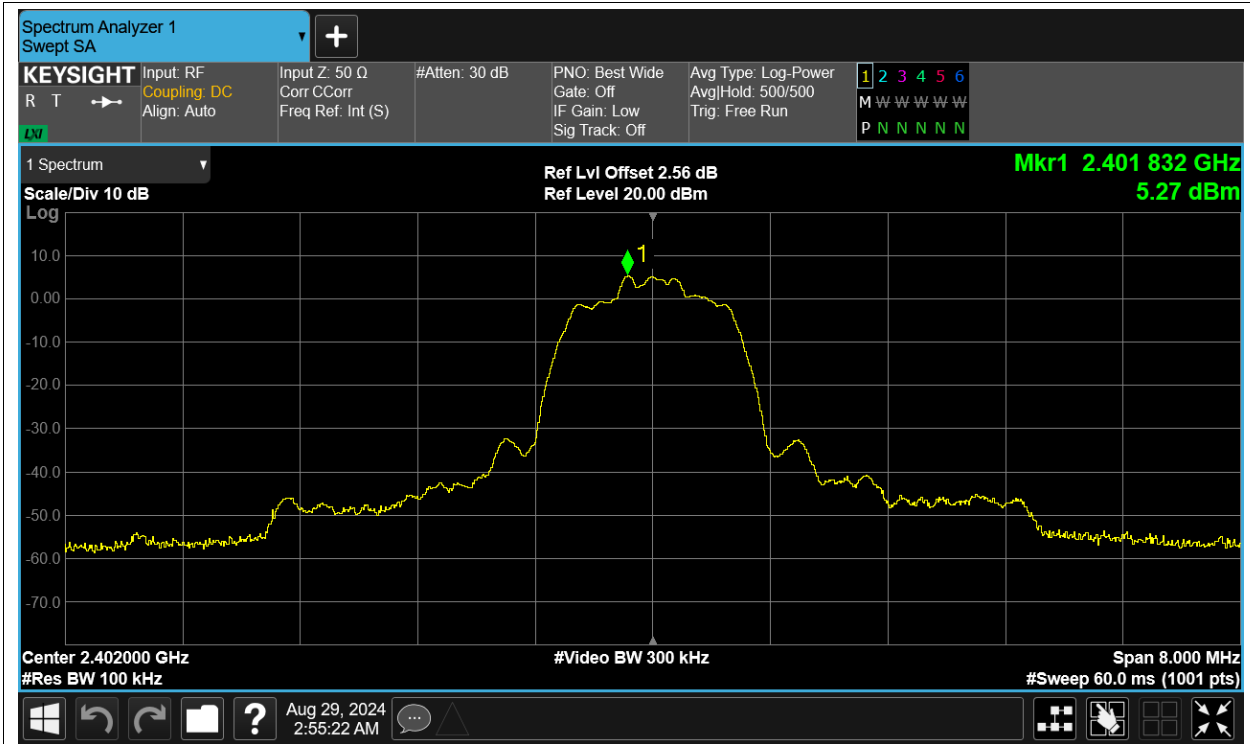 Spectrum Analyzer 1
Swept SA
KEYSIGHT
R T
LXI
Input: RF
Coupling: DC
Align: Auto
Input Z: 50 Ω
Corr CCorr
Freq Ref: Int (S)
#Atten: 30 dB
PNO: Best Wide
Gate: Off
IF Gain: Low
Sig Track: Off
Avg Type: Log-Power
Avg|Hold: 500/500
Trig: Free Run
1 2 3 4 5 6
M W W W W W
P N N N N N
1 Spectrum
Scale/Div 10 dB
Ref Lvl Offset 2.56 dB
Ref Level 20.00 dBm
Mkr1 2.401 832 GHz
5.27 dBm
Log
1
10.0
0.00
-10.0
-20.0
-30.0
-40.0
-50.0
-60.0
-70.0
Center 2.402000 GHz
#Video BW 300 kHz
Span 8.000 MHz
#Res BW 100 kHz
#Sweep 60.0 ms (1001 pts)
?
Aug 29, 2024
2:55:22 AM